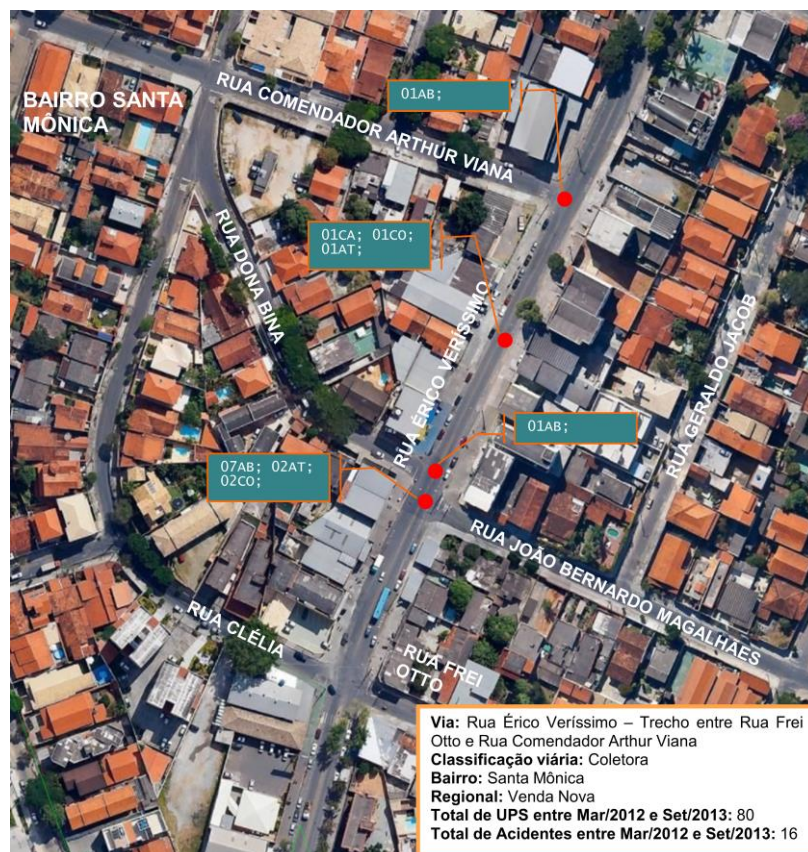 BAIRRO SANTA
MÔNICA
RUA COMENDADOR ARTHUR VIANA
01AB;
RUA DONA BINA
01CA; 01CO;
01AT;
RUA ÉRICO VERÍSSIMO
RUA GERALDO JACOB
01AB;
07AB; 02AT;
02CO;
RUA JOÃO BERNARDO MAGALHÃES
RUA CLÉLIA
RUA FREI
OTTO
Via: Rua Érico Veríssimo – Trecho entre Rua Frei
Otto e Rua Comendador Arthur Viana
Classificação viária: Coletora
Bairro: Santa Mônica
Regional: Venda Nova
Total de UPS entre Mar/2012 e Set/2013: 80
Total de Acidentes entre Mar/2012 e Set/2013: 16